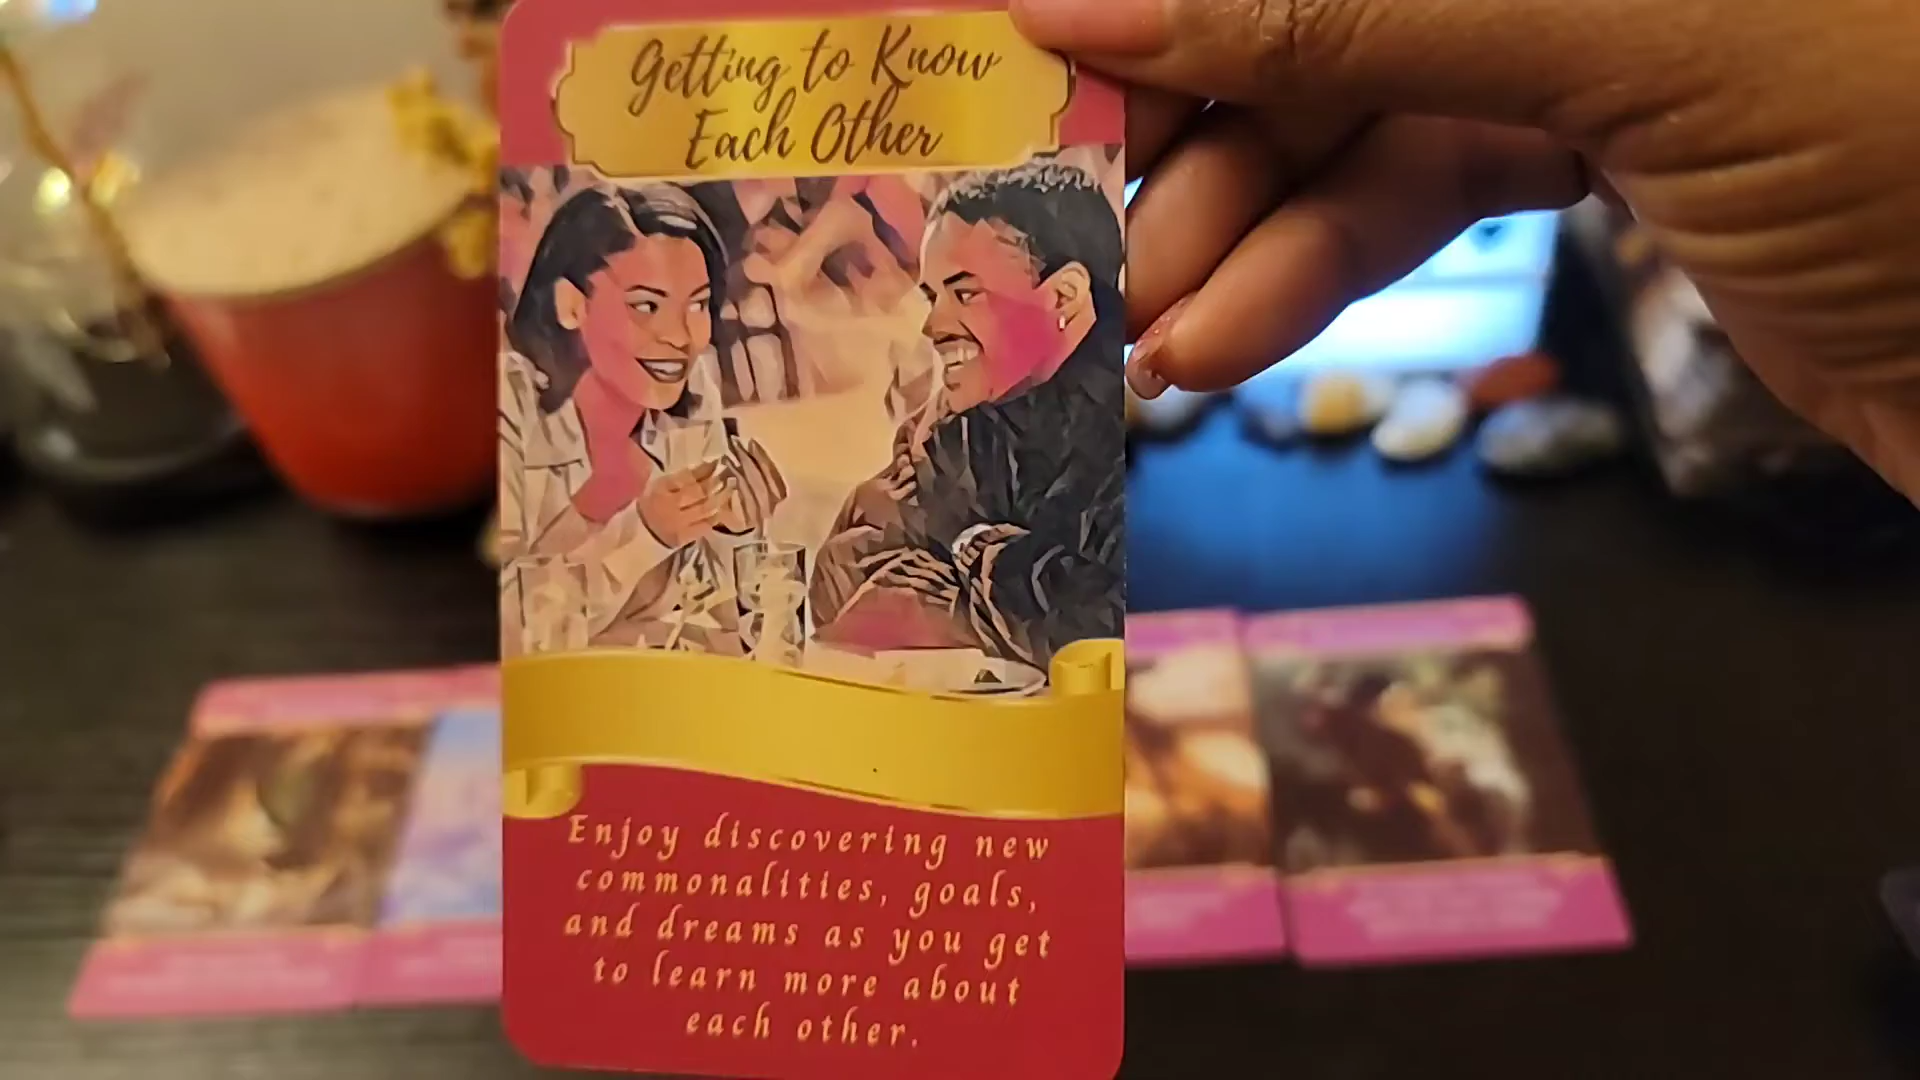 Getting to Know
Each Other
Enjoy discovering new
commonalities, goals,
and dreams as you get
to learn more about
each other.